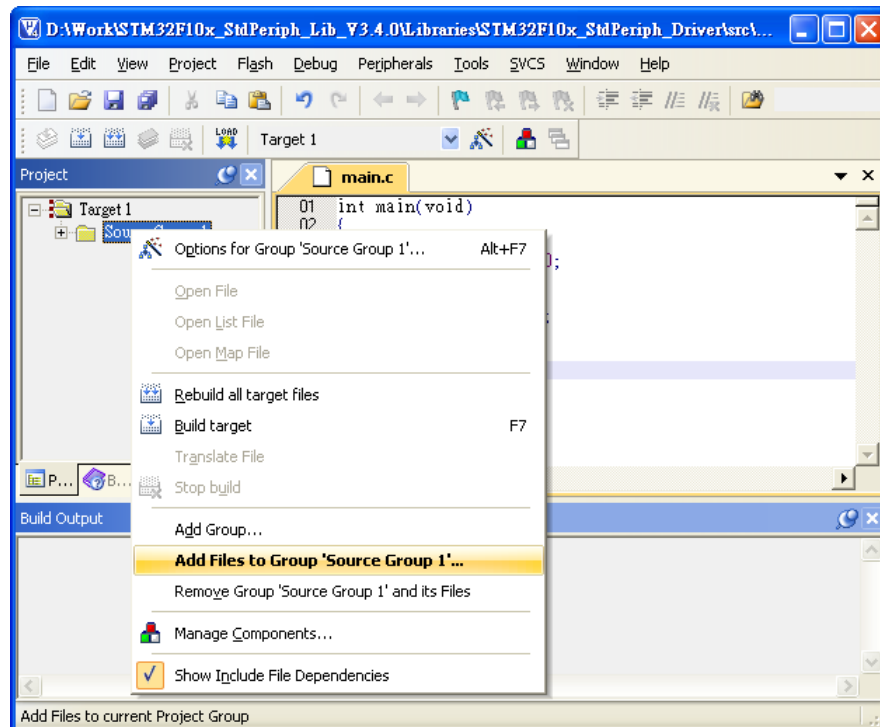 D:\Work\STM32F10x_StdPeriph_Lib_V3.4.0\Libraries\STM32F10x_StdPeriph_Driver\src\...
File Edit View Project Flash Debug Peripherals Tools SVCS Window Help
LOAD Target 1
Project
main.c
Target 1
01 int main(void)
02 {
Options for Group 'Source Group 1'... Alt+F7
Open File
Open List File
Open Map File
Rebuild all target files
Build target F7
Translate File
Stop build
P... B...
Build Output
Add Group...
Add Files to Group 'Source Group 1'...
Remove Group 'Source Group 1' and its Files
Manage Components...
Show Include File Dependencies
Add Files to current Project Group